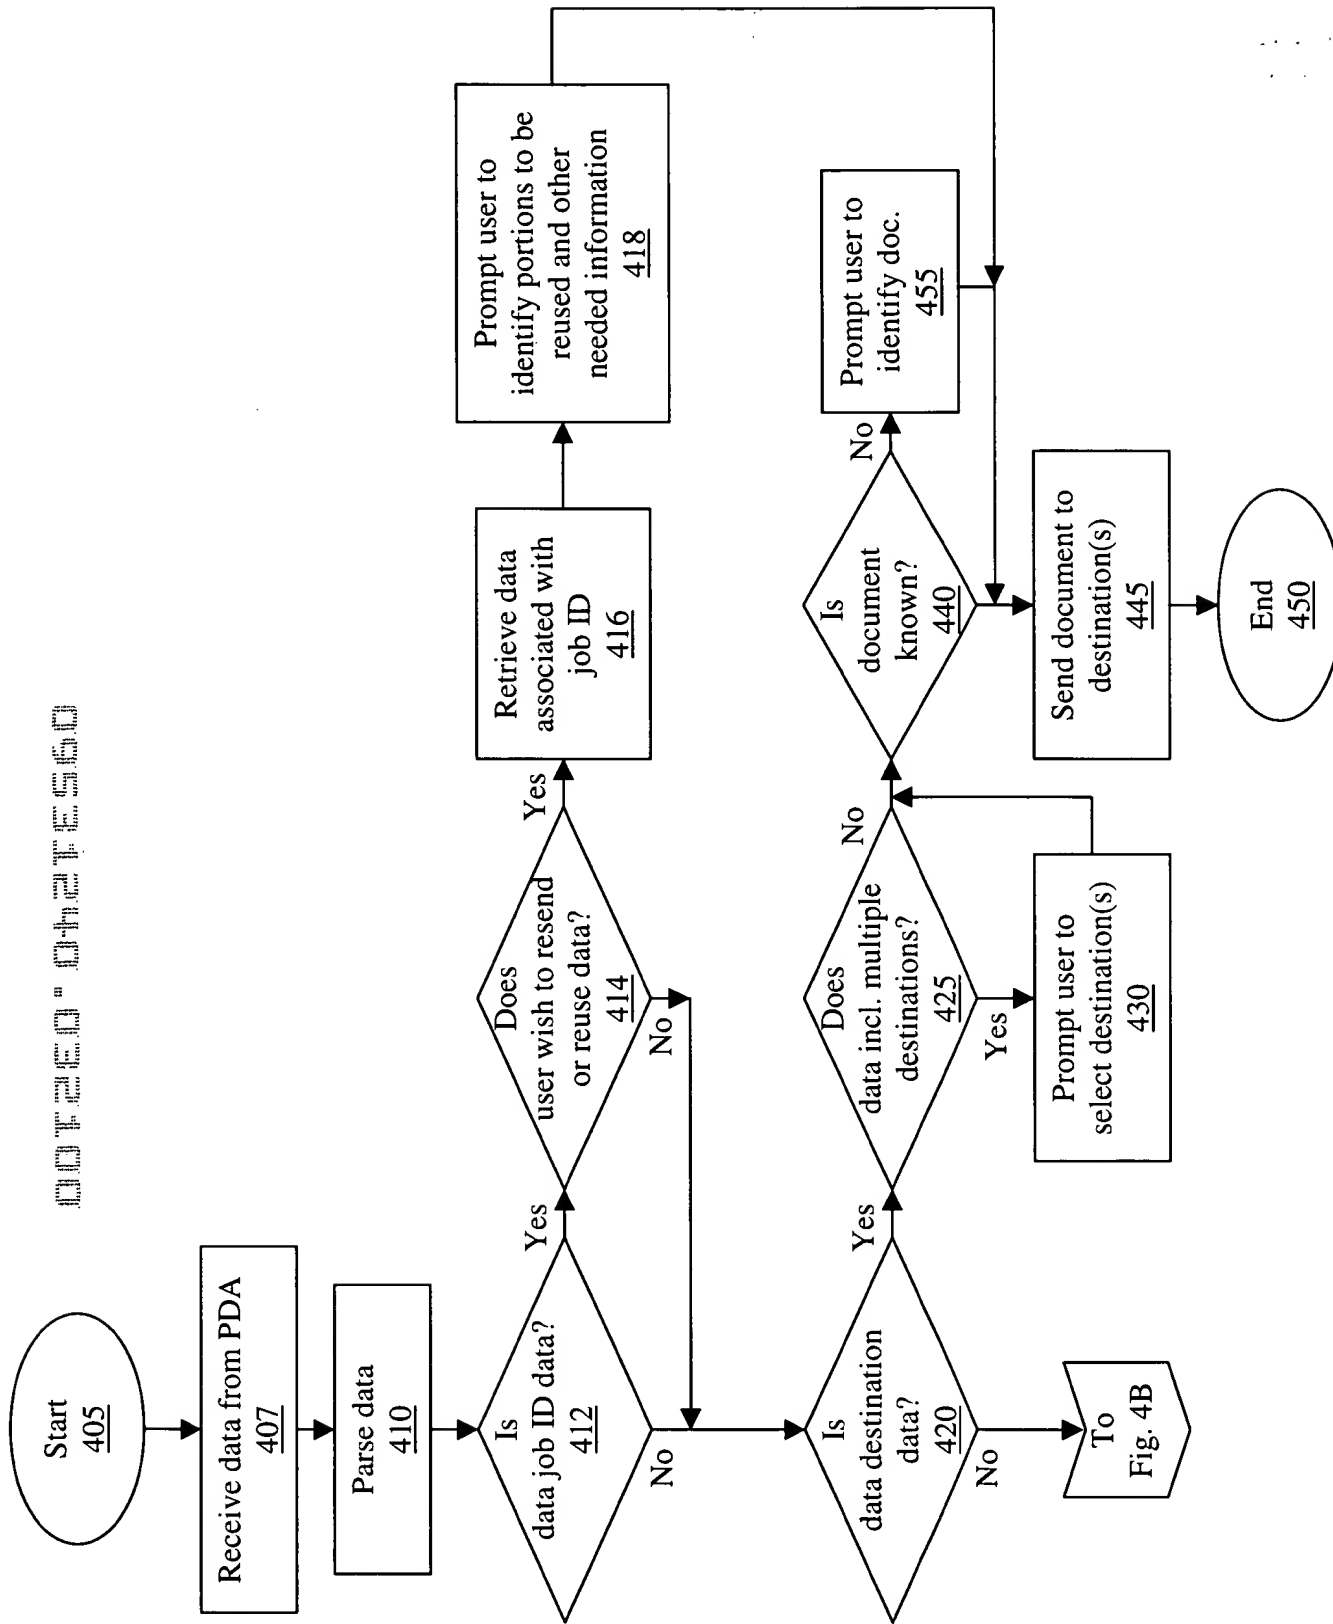 Start
405
Receive data from PDA
407
Parse data
410
Is
data job ID data?
412
Yes
No
Does
user wish to resend
or reuse data?
414
Yes
No
Retrieve data
associated with
job ID
416
Prompt user to
identify portions to be
reused and other
needed information
418
Is
data destination
data?
420
Yes
No
To
Fig. 4B
Does
data incl. multiple
destinations?
425
No
Yes
Prompt user to
select destination(s)
430
Is
document
known?
440
No
Prompt user to
identify doc.
455
Send document to
destination(s)
445
End
450
09531240.032100